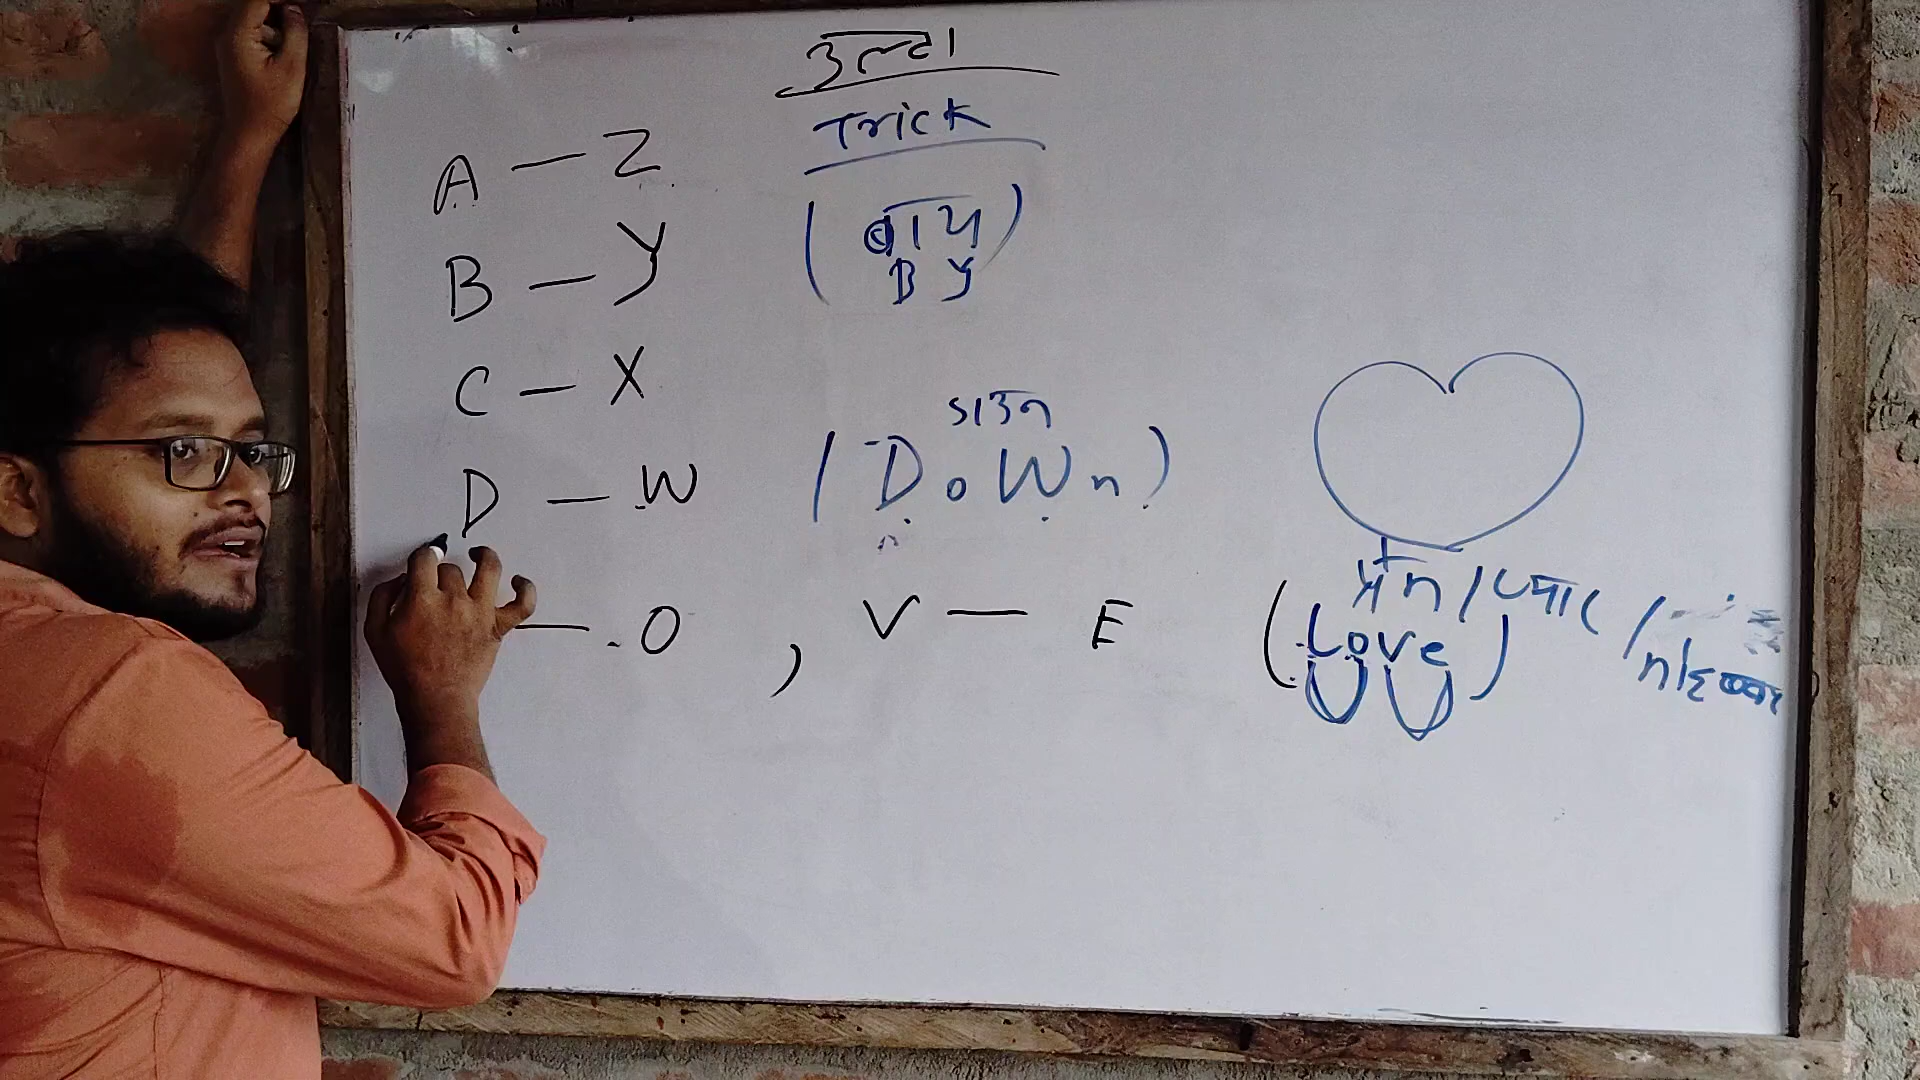 उल्टा
Trick
A — Z
B — Y
(बाय)
B Y
C — X
डाउन
D — W
(DoWn)
— O , V — E
प्रेम / प्यार /
(Love)